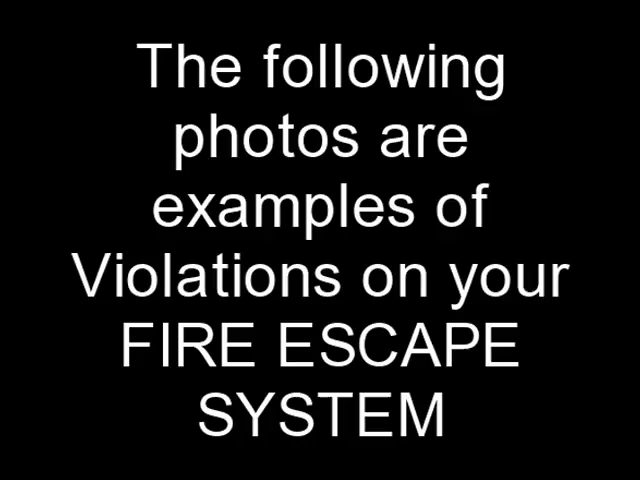 The following
photos are
examples of
Violations on your
FIRE ESCAPE
SYSTEM